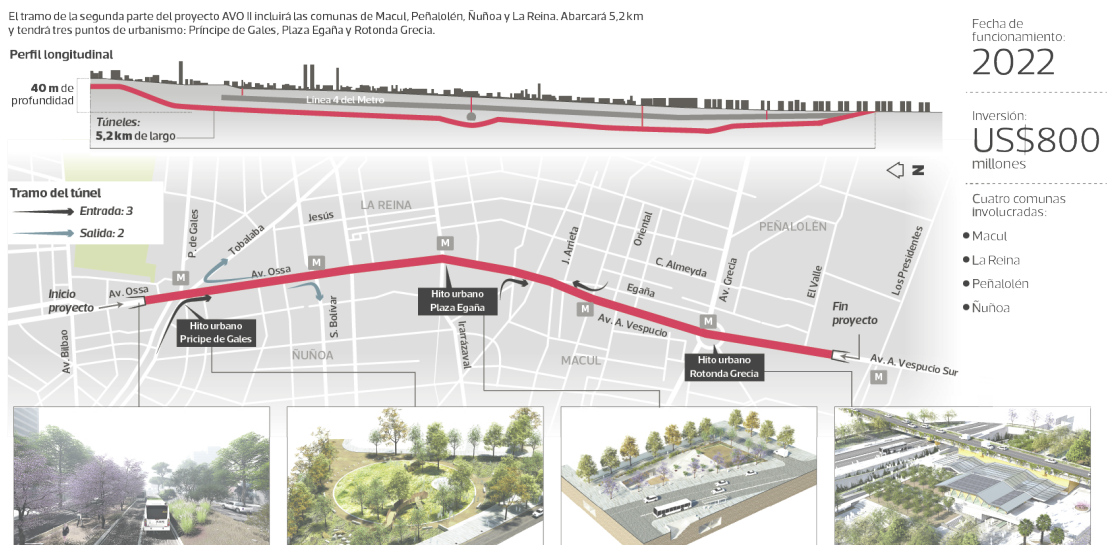 El tramo de la segunda parte del proyecto AVO II incluirá las comunas de Macul, Peñalolén, Ñuñoa y La Reina. Abarcará 5,2 km
y tendrá tres puntos de urbanismo: Príncipe de Gales, Plaza Egaña y Rotonda Grecia.
Perfil longitudinal
40 m de
profundidad
Línea 4 del Metro
Túneles:
5,2 km de largo
Fecha de
funcionamiento:
2022
Inversión:
US$800
millones
Cuatro comunas
involucradas:
Macul
La Reina
Peñalolén
Ñuñoa
N
Tramo del túnel
Entrada: 3
Salida: 2
P. de Gales
Tobalaba
Jesús
LA REINA
M
M
M
Av. Ossa
Av. Ossa
Inicio
proyecto
Av. Bilbao
Hito urbano
Pricipe de Gales
S. Bolívar
ÑUÑOA
Hito urbano
Plaza Egaña
Irarrázaval
J. Arrieta
Oriental
C. Almeyda
Egaña
M
Av. A. Vespucio
MACUL
Av. Grecia
M
PEÑALOLÉN
El Valle
Los Presidentes
Hito urbano
Rotonda Grecia
Fin
proyecto
Av. A. Vespucio Sur
M